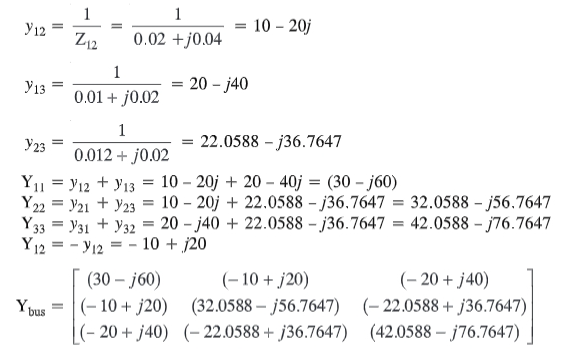 y12 = 1/Z12 = 1/(0.02 +j0.04) = 10 – 20j
y13 = 1/(0.01 + j0.02) = 20 – j40
y23 = 1/(0.012 + j0.02) = 22.0588 – j36.7647
Y11 = y12 + y13 = 10 – 20j + 20 – 40j = (30 – j60)
Y22 = y21 + y23 = 10 – 20j + 22.0588 – j36.7647 = 32.0588 – j56.7647
Y33 = y31 + y32 = 20 – j40 + 22.0588 – j36.7647 = 42.0588 – j76.7647
Y12 = – y12 = – 10 + j20
(30 – j60) (– 10 + j20) (– 20 + j40)
Ybus = (– 10 + j20) (32.0588 – j56.7647) (– 22.0588 + j36.7647)
(– 20 + j40) (– 22.0588 + j36.7647) (42.0588 – j76.7647)